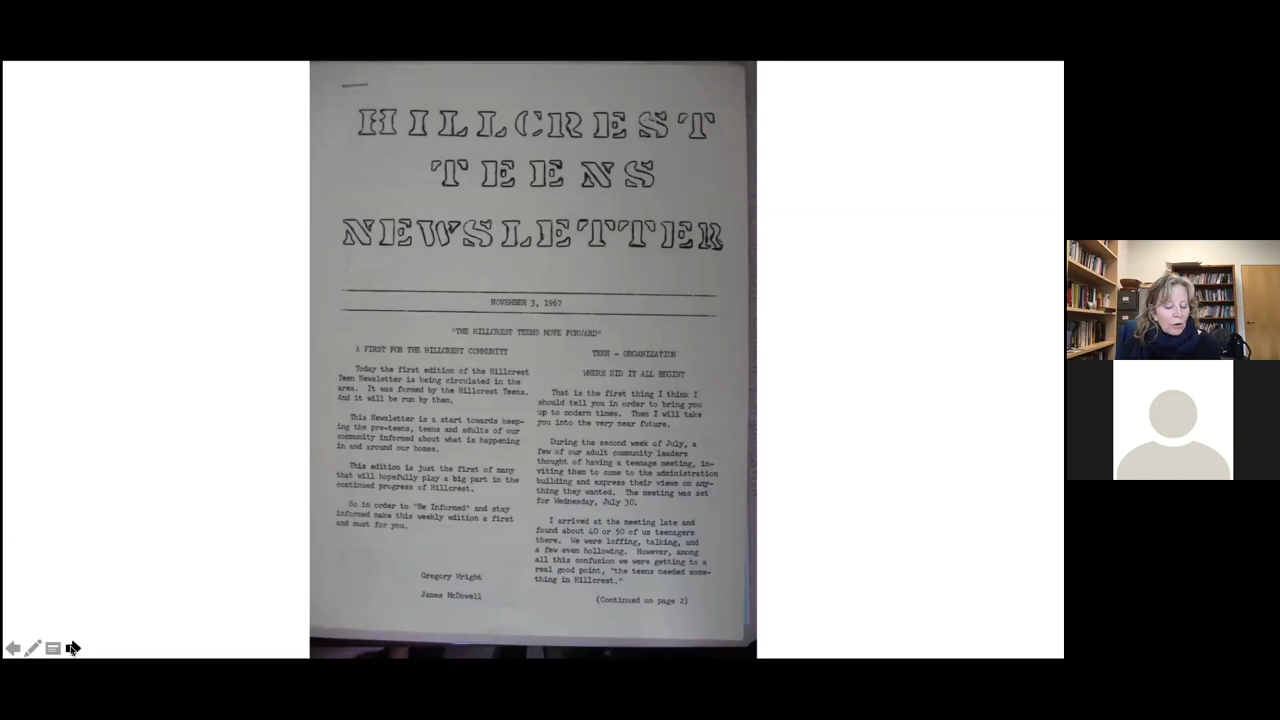 HILLCREST
TEENS
NEWSLETTER
NOVEMBER 3, 1967
"THE HILLCREST TEENS MOVE FORWARD"
A FIRST FOR THE HILLCREST COMMUNITY
Today the first edition of the Hillcrest
Teen Newsletter is being circulated in the
area. It was formed by the Hillcrest Teens.
And it will be run by them.
This Newsletter is a start towards keep-
ing the pre-teens, teens and adults of our
community informed about what is happening
in and around our homes.
This edition is just the first of many
that will hopefully play a big part in the
continued progress of Hillcrest.
So in order to "Be Informed" and stay
informed make this weekly edition a first
and must for you.
Gregory Wright
James McDowell
TEEN - ORGANIZATION
WHERE DID IT ALL BEGIN?
That is the first thing I think I
should tell you in order to bring you
up to modern times. Then I will take
you into the very near future.
During the second week of July, a
few of our adult community leaders
thought of having a teenage meeting, in-
viting them to come to the administration
building and express their views on any-
thing they wanted. The meeting was set
for Wednesday, July 30.
I arrived at the meeting late and
found about 40 or 50 of us teenagers
there. We were loffing, talking, and
a few even hollowing. However, among
all this confusion we were getting to a
real good point, "the teens needed some-
thing in Hillcrest."
(Continued on page 2)